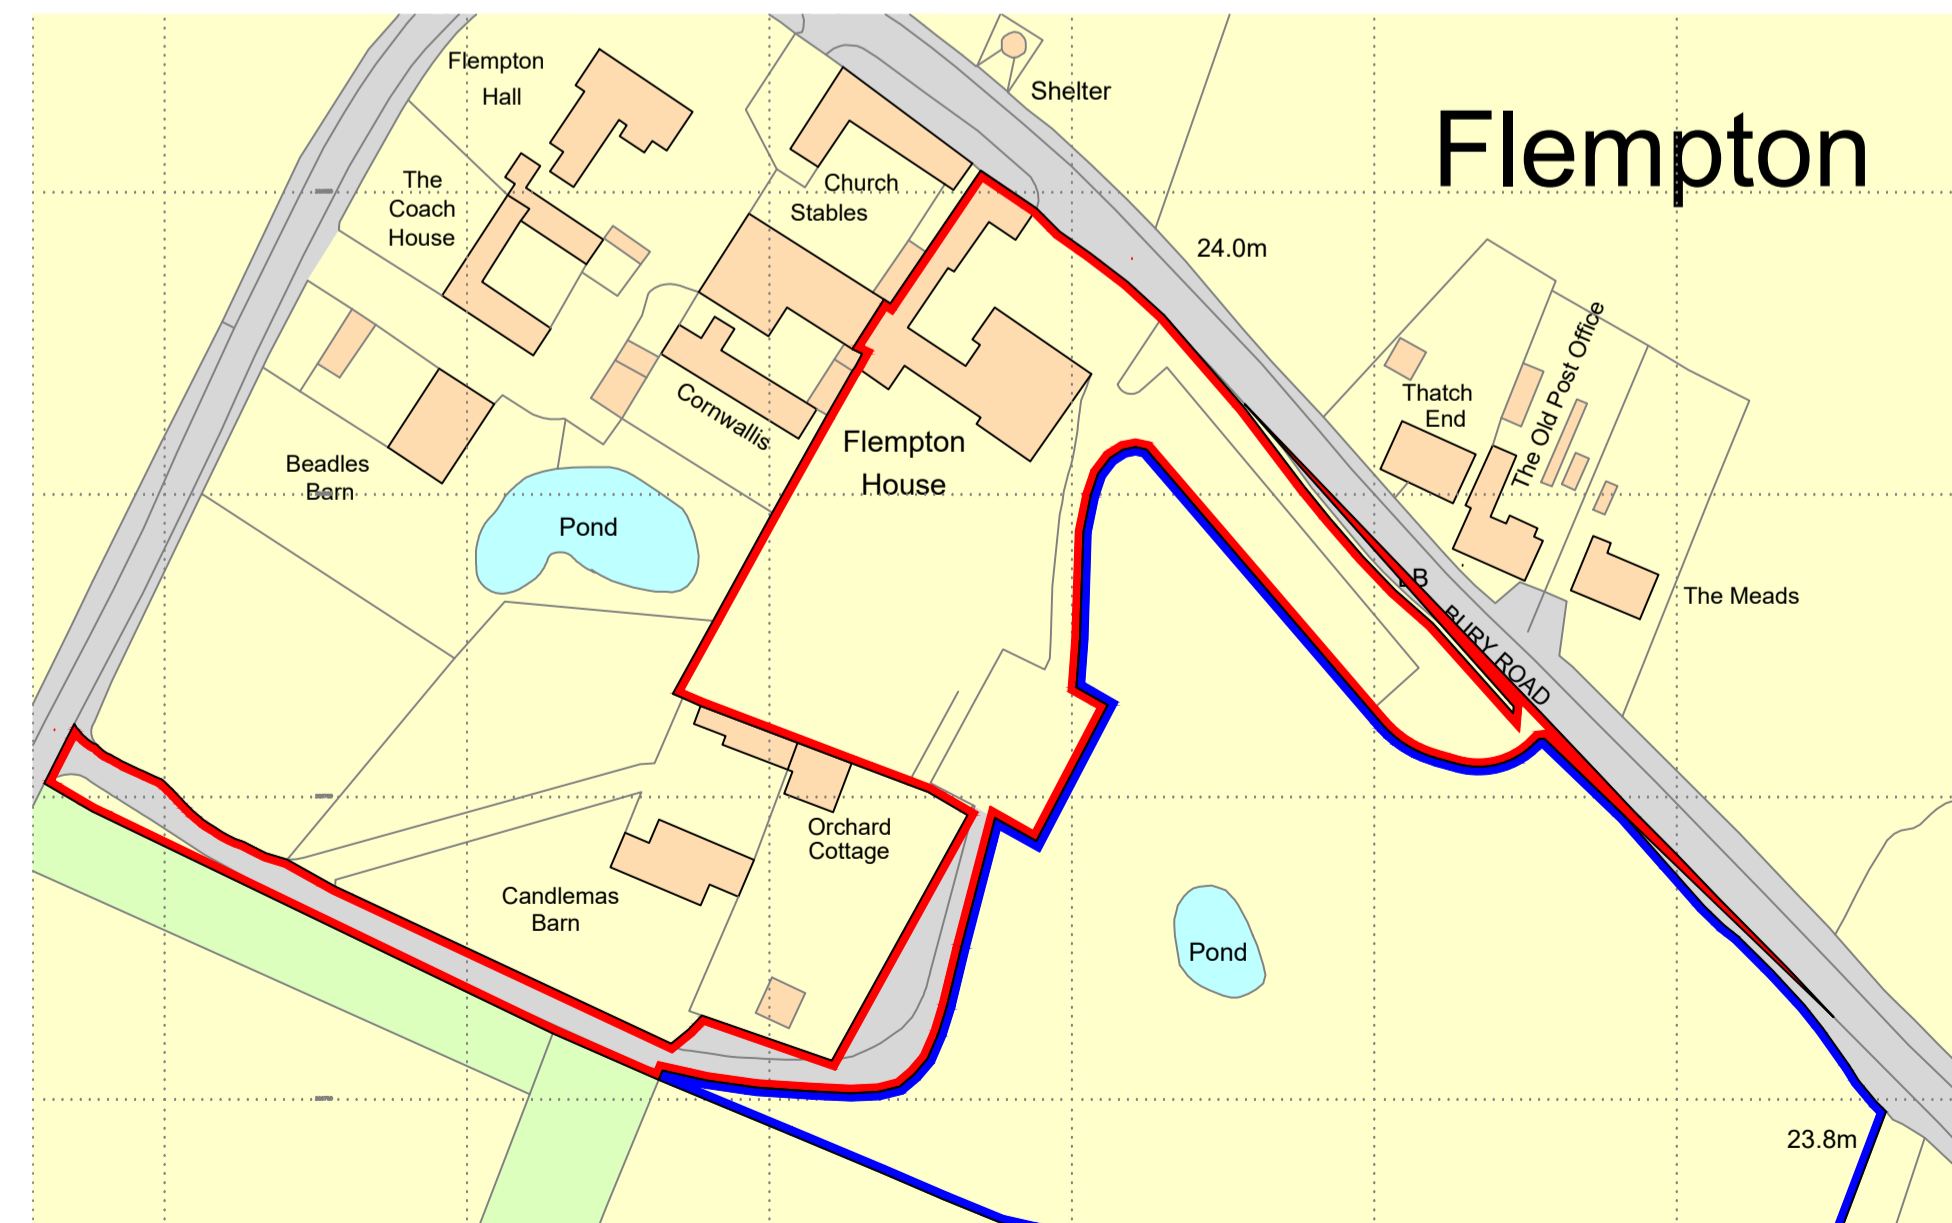 Flempton
Hall
Shelter
Flempton
The
Coach
House
Church
Stables
24.0m
The Old Post Office
Thatch
End
Cornwallis
Flempton
House
Beadles
Barn
Pond
BURY ROAD
The Meads
Orchard
Cottage
Candlemas
Barn
Pond
23.8m